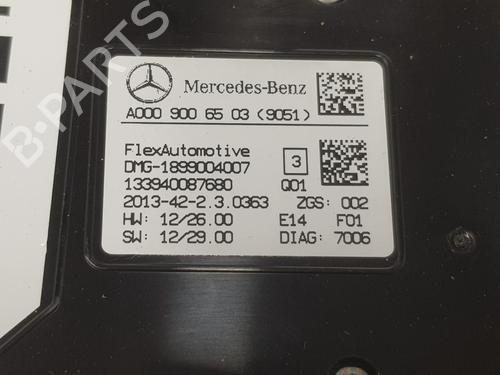 B-PARTS
Mercedes-Benz
A000 900 65 03 (9051)
FlexAutomotive
DMG-1899004007
3
133940087680 Q01
2013-42-2.3.0363 ZGS: 002
HW: 12/26.00 E14 F01
SW: 12/29.00 DIAG: 7006